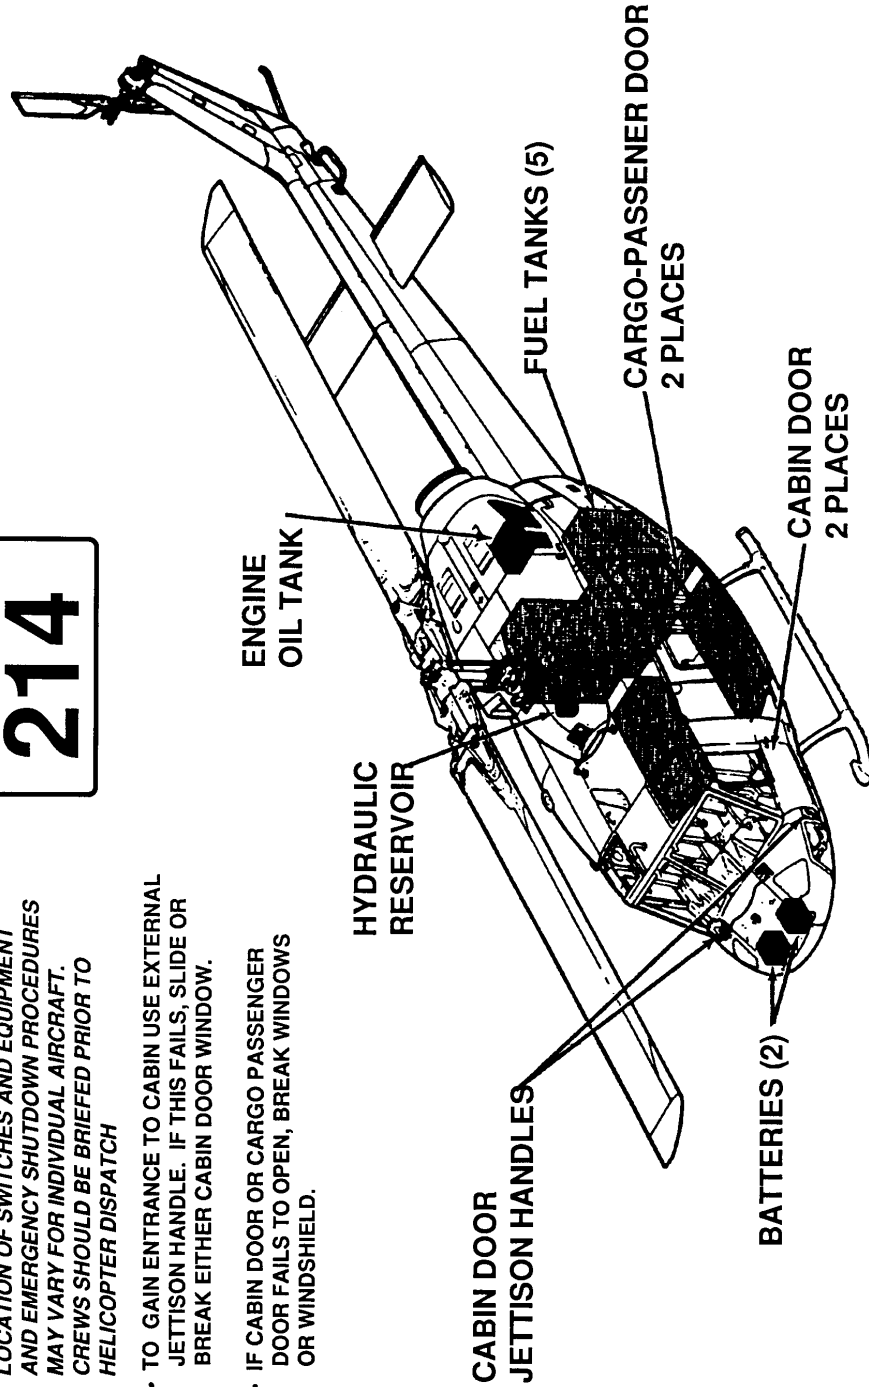 214
LOCATION OF SWITCHES AND EQUIPMENT
AND EMERGENCY SHUTDOWN PROCEDURES
MAY VARY FOR INDIVIDUAL AIRCRAFT.
CREWS SHOULD BE BRIEFED PRIOR TO
HELICOPTER DISPATCH
• TO GAIN ENTRANCE TO CABIN USE EXTERNAL
JETTISON HANDLE. IF THIS FAILS, SLIDE OR
BREAK EITHER CABIN DOOR WINDOW.
• IF CABIN DOOR OR CARGO PASSENGER
DOOR FAILS TO OPEN, BREAK WINDOWS
OR WINDSHIELD.
ENGINE
OIL TANK
HYDRAULIC
RESERVOIR
CABIN DOOR
JETTISON HANDLES
FUEL TANKS (5)
CARGO-PASSENER DOOR
2 PLACES
BATTERIES (2)
CABIN DOOR
2 PLACES